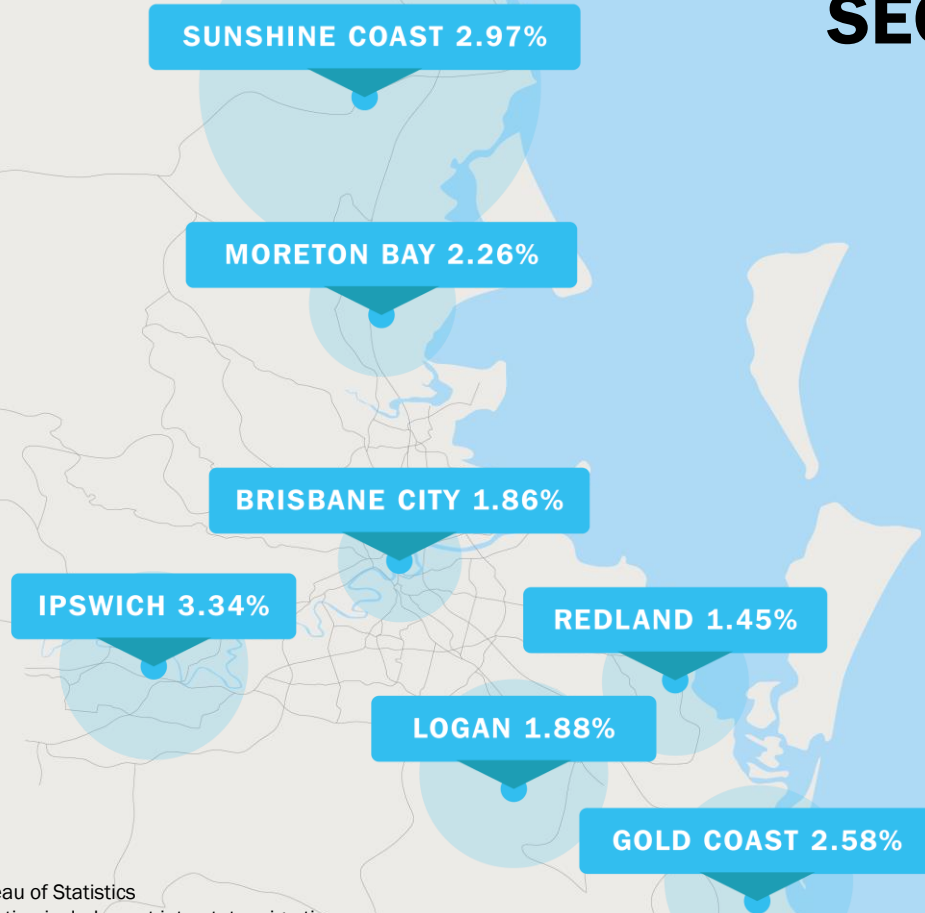 SUNSHINE COAST 2.97%
MORETON BAY 2.26%
BRISBANE CITY 1.86%
IPSWICH 3.34%
REDLAND 1.45%
LOGAN 1.88%
GOLD COAST 2.58%
of Statistics